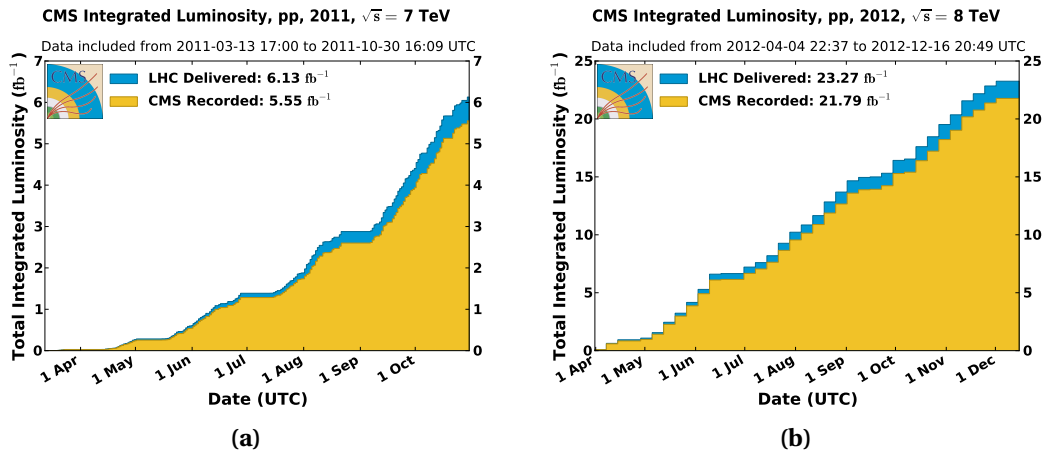 CMS Integrated Luminosity, pp, 2011, √s = 7 TeV
Data included from 2011-03-13 17:00 to 2011-10-30 16:09 UTC
CMS
LHC Delivered: 6.13 fb⁻¹
CMS Recorded: 5.55 fb⁻¹
Total Integrated Luminosity (fb⁻¹)
7
6
5
4
3
2
1
0
7
6
5
4
3
2
1
0
1 Apr
1 May
1 Jun
1 Jul
1 Aug
1 Sep
1 Oct
Date (UTC)
(a)
CMS Integrated Luminosity, pp, 2012, √s = 8 TeV
Data included from 2012-04-04 22:37 to 2012-12-16 20:49 UTC
CMS
LHC Delivered: 23.27 fb⁻¹
CMS Recorded: 21.79 fb⁻¹
Total Integrated Luminosity (fb⁻¹)
25
20
15
10
5
0
25
20
15
10
5
0
1 Apr
1 May
1 Jun
1 Jul
1 Aug
1 Sep
1 Oct
1 Nov
1 Dec
Date (UTC)
(b)